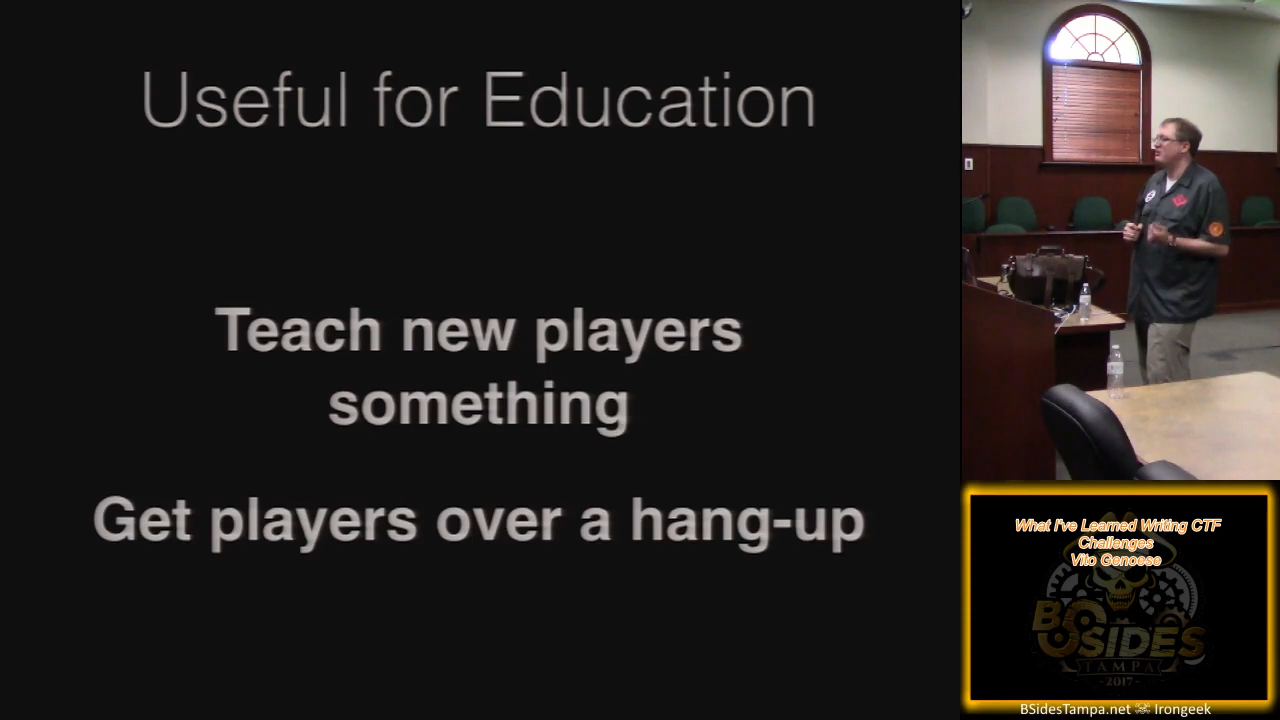 Useful for Education
Teach new players
something
Get players over a hang-up
What I've Learned Writing CTF
Challenges
Vito Genoese
BSIDES
TAMPA
-2017-
BSidesTampa.net Irongeek